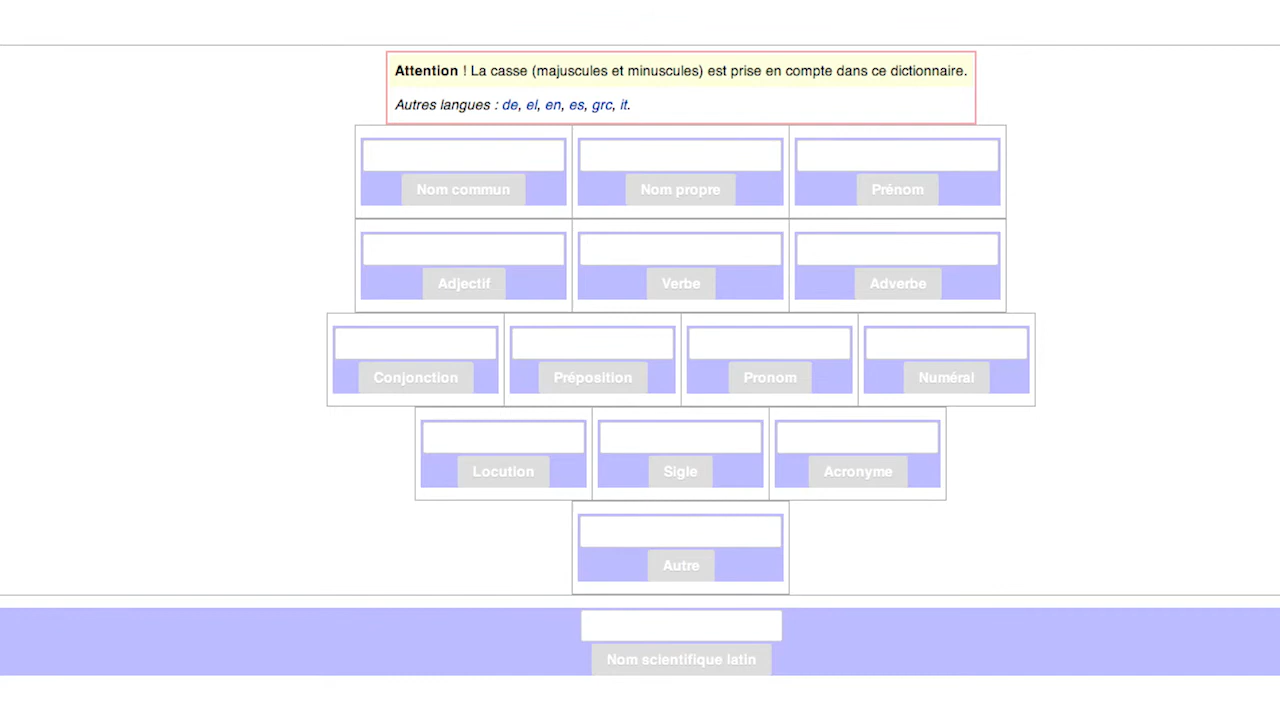 Attention ! La casse (majuscules et minuscules) est prise en compte dans ce dictionnaire.
Autres langues : de, el, en, es, grc, it.
Nom commun Nom propre Prénom
Adjectif Verbe Adverbe
Conjonction Préposition Pronom Numéral
Locution Sigle Acronyme
Autre
Nom scientifique latin